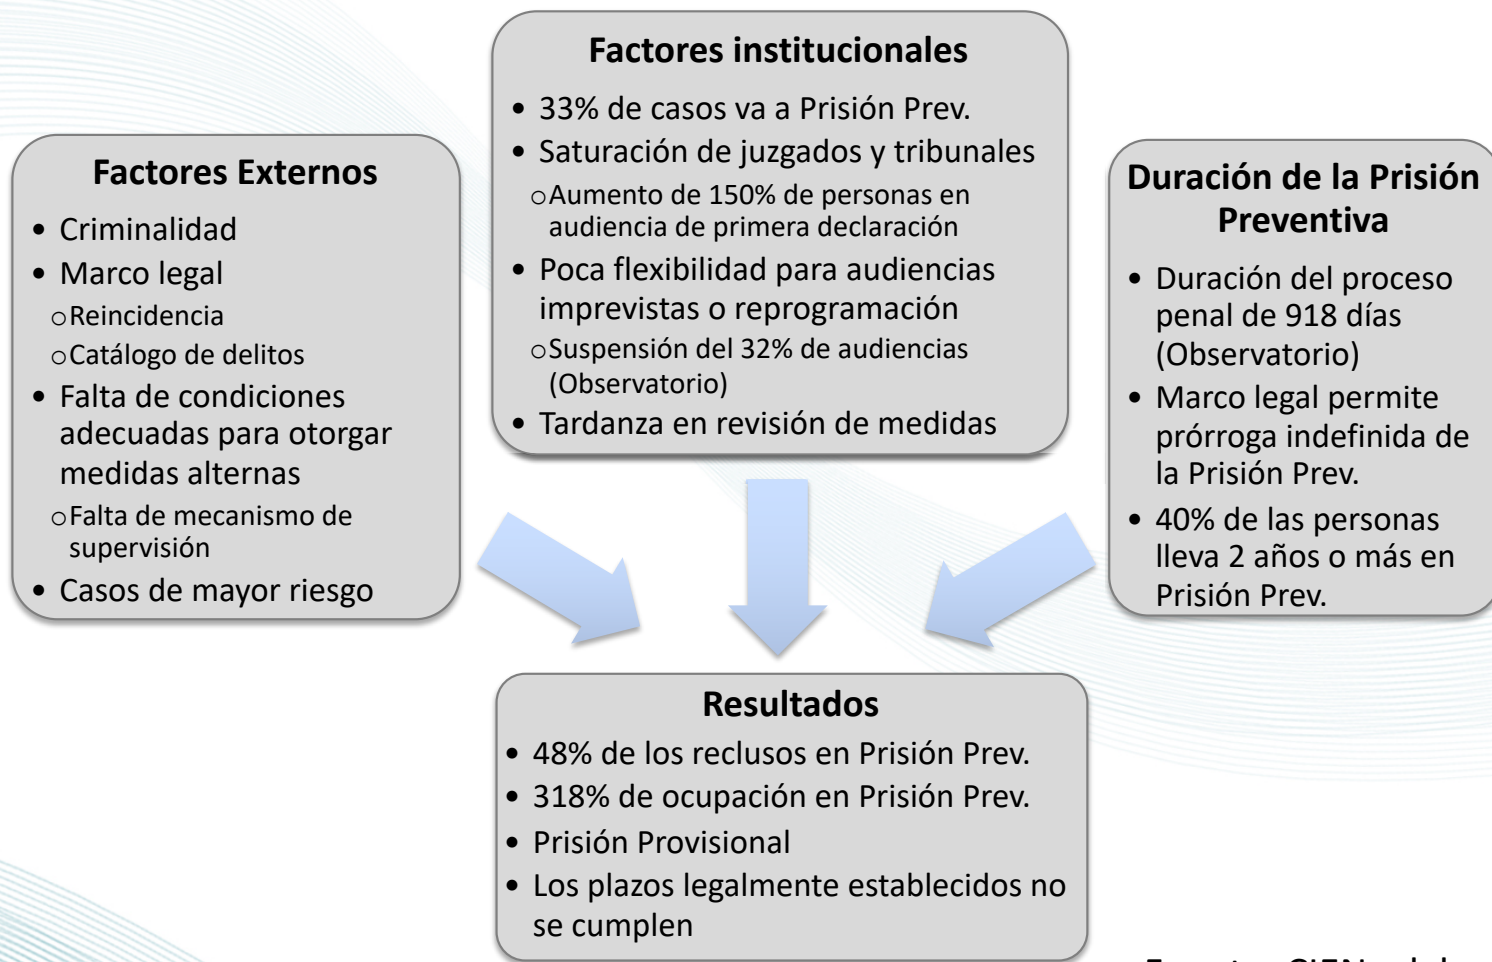 Factores institucionales
• 33% de casos va a Prisión Prev.
• Saturación de juzgados y tribunales
o Aumento de 150% de personas en
audiencia de primera declaración
• Poca flexibilidad para audiencias
imprevistas o reprogramación
o Suspensión del 32% de audiencias
(Observatorio)
• Tardanza en revisión de medidas
Factores Externos
• Criminalidad
• Marco legal
o Reincidencia
o Catálogo de delitos
• Falta de condiciones
adecuadas para otorgar
medidas alternas
o Falta de mecanismo de
supervisión
• Casos de mayor riesgo
Duración de la Prisión
Preventiva
• Duración del proceso
penal de 918 días
(Observatorio)
• Marco legal permite
prórroga indefinida de
la Prisión Prev.
• 40% de las personas
lleva 2 años o más en
Prisión Prev.
Resultados
• 48% de los reclusos en Prisión Prev.
• 318% de ocupación en Prisión Prev.
• Prisión Provisional
• Los plazos legalmente establecidos no
se cumplen